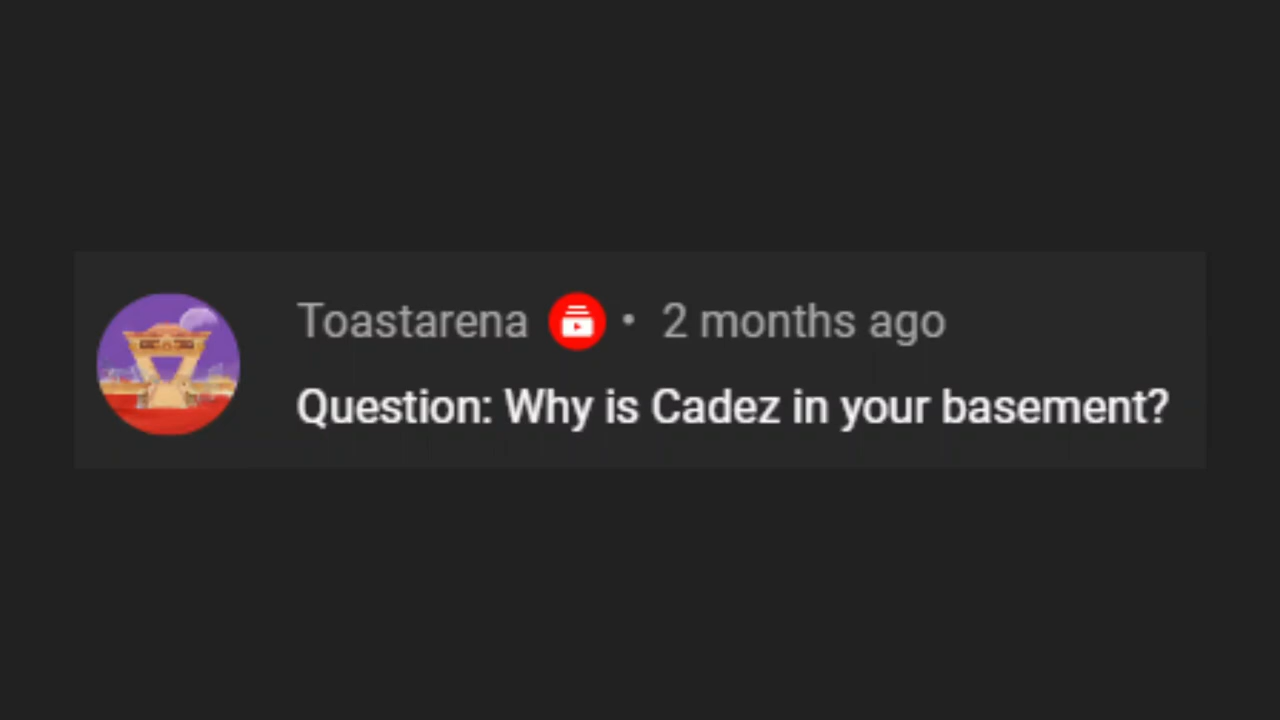 Toastarena • 2 months ago
Question: Why is Cadez in your basement?